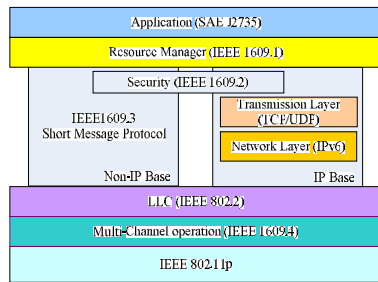 Application (SAE J2735)
Resource Manager (IEEE 1609.1)
Security (IEEE 1609.2)
IEEE1609.3
Short Message Protocol
Non-IP Base
Transmission Layer
(TCP/UDP)
Network Layer (IPv6)
IP Base
LLC (IEEE 802.2)
Multi-Channel operation (IEEE 1609.4)
IEEE 802.11p